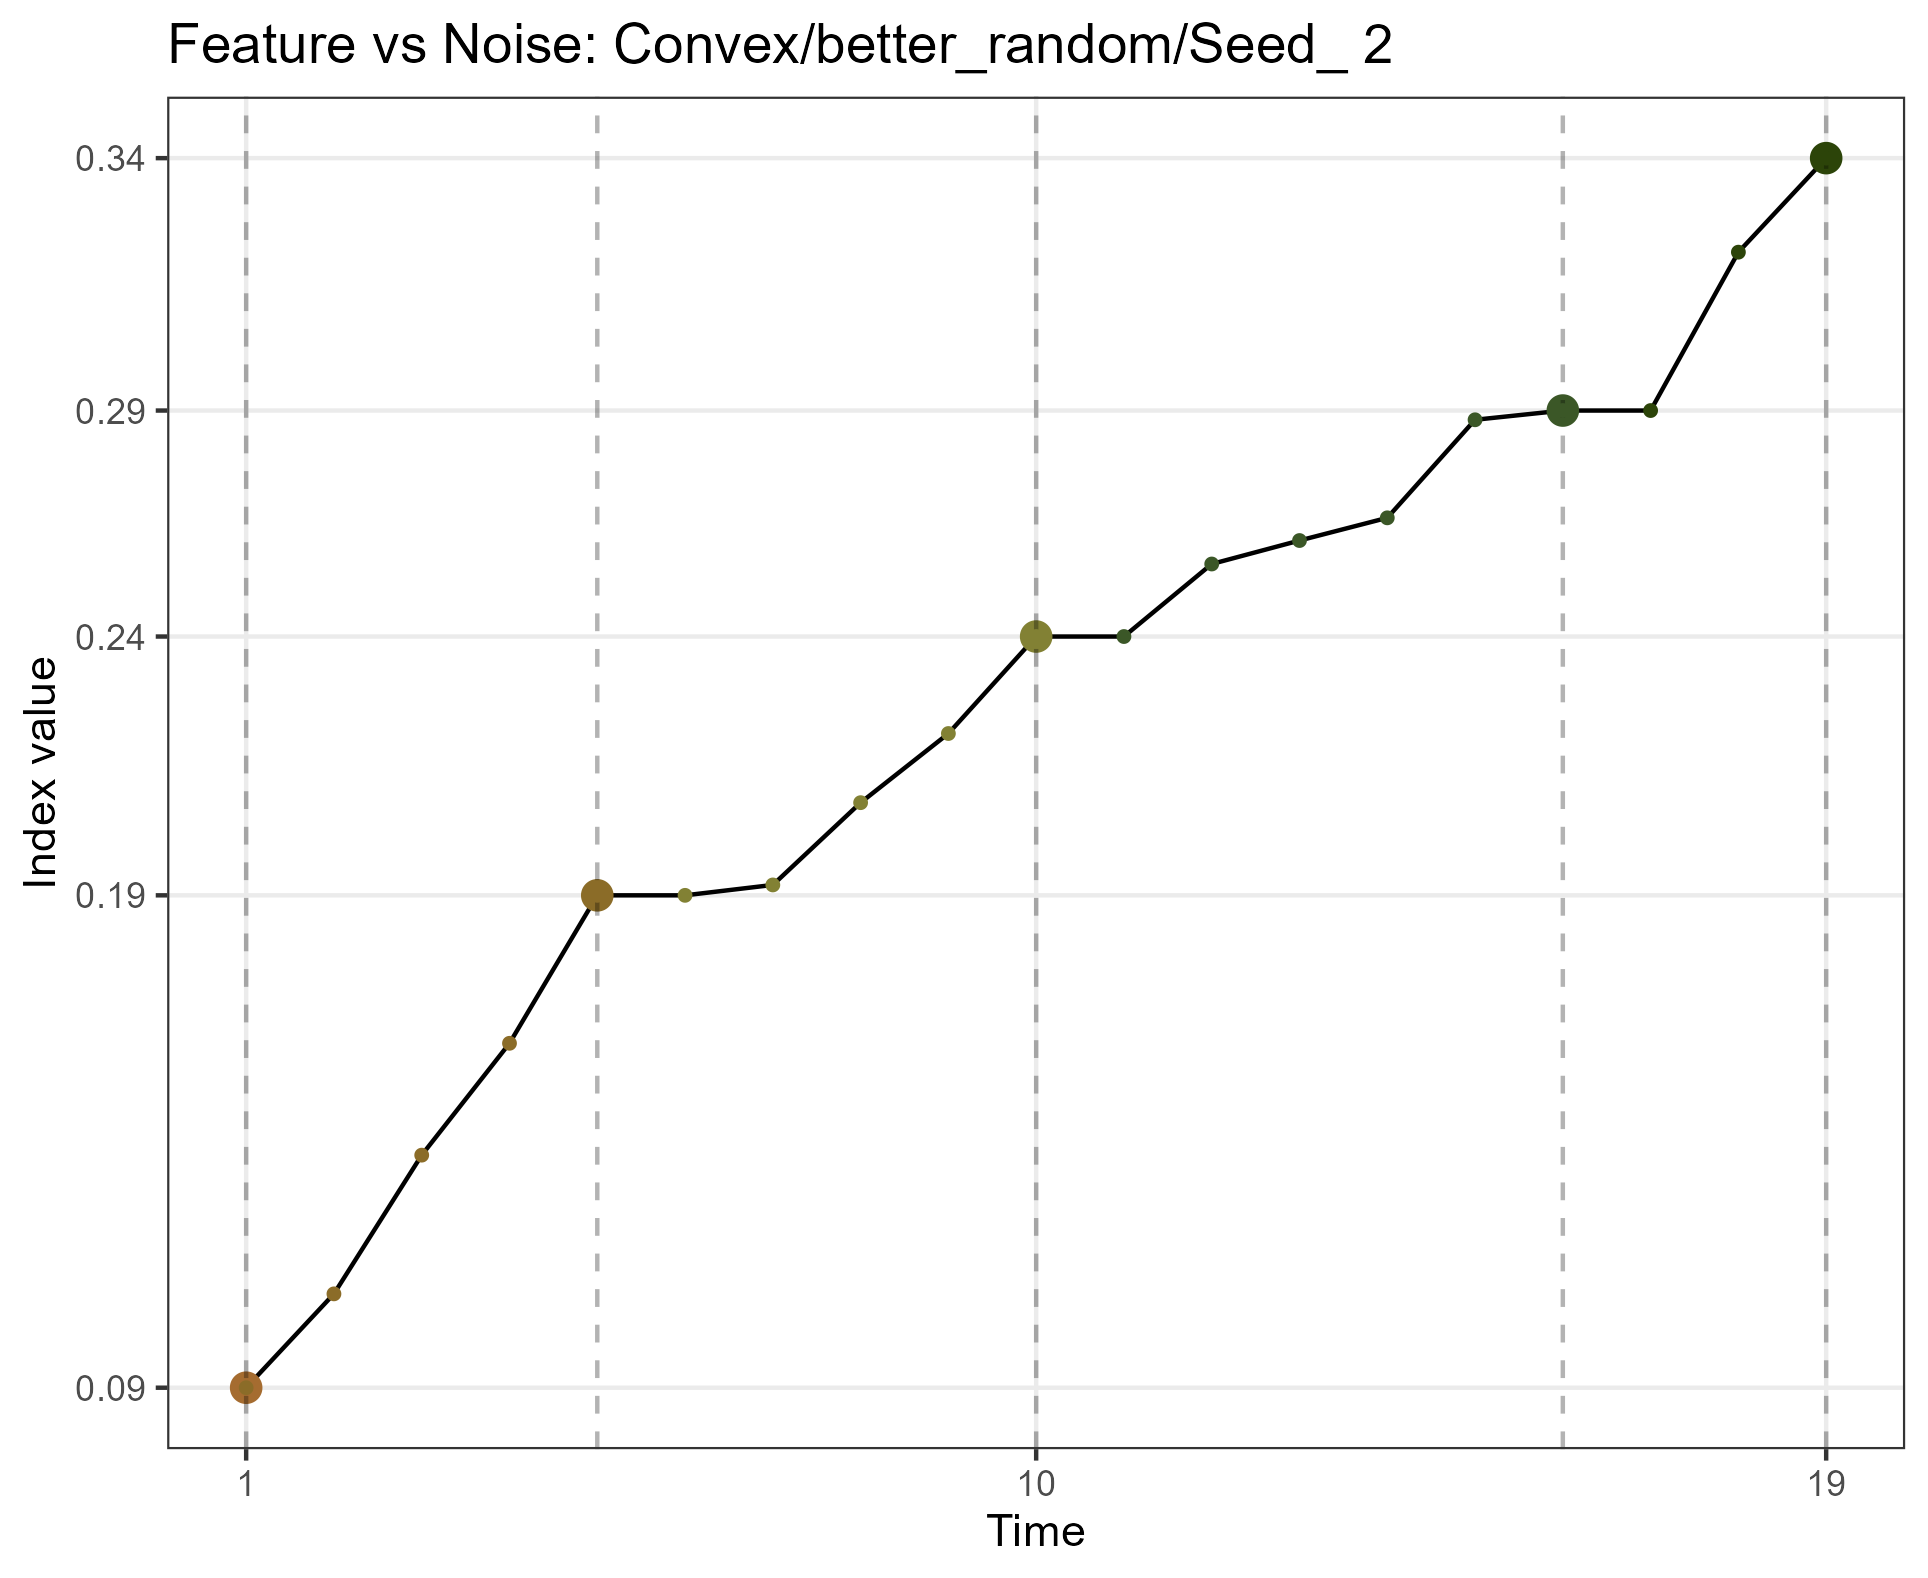 Feature vs Noise: Convex/better_random/Seed_ 2
0.34
0.29
0.24
0.19
0.09
Index value
1 10 19
Time